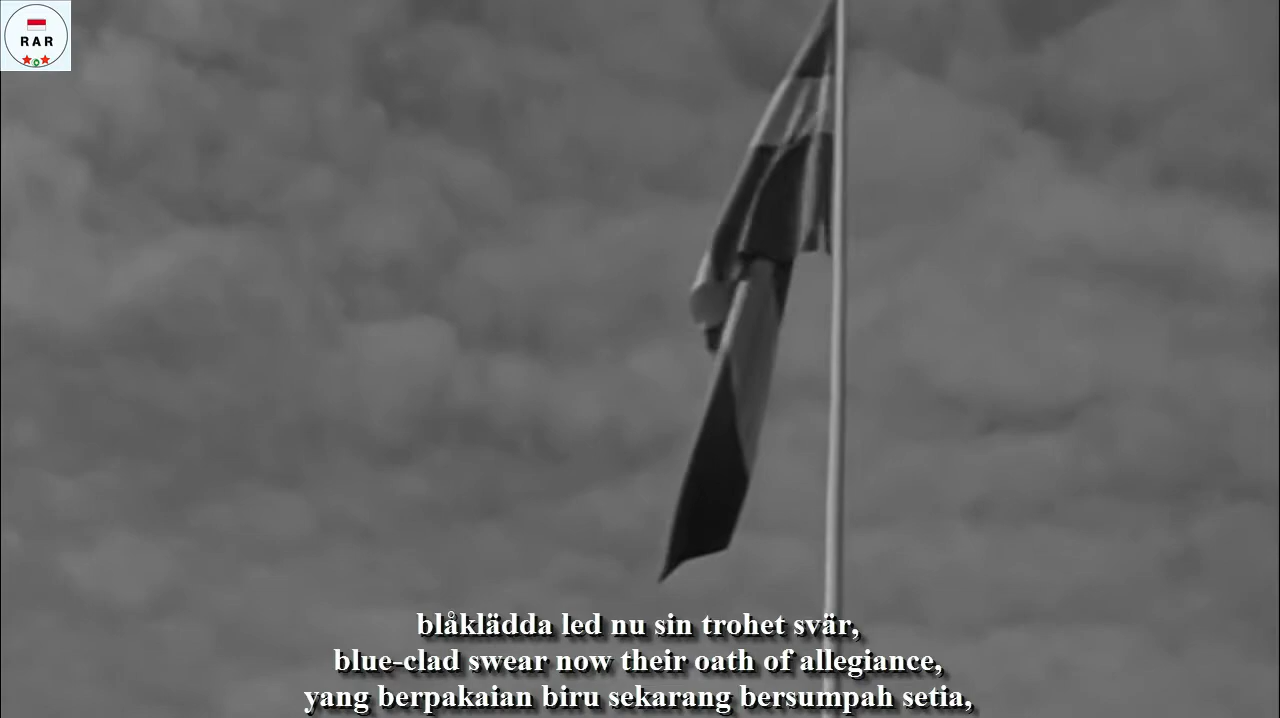 RAR
blåklädda led nu sin trohet svär,
blue-clad swear now their oath of allegiance,
yang berpakaian biru sekarang bersumpah setia,